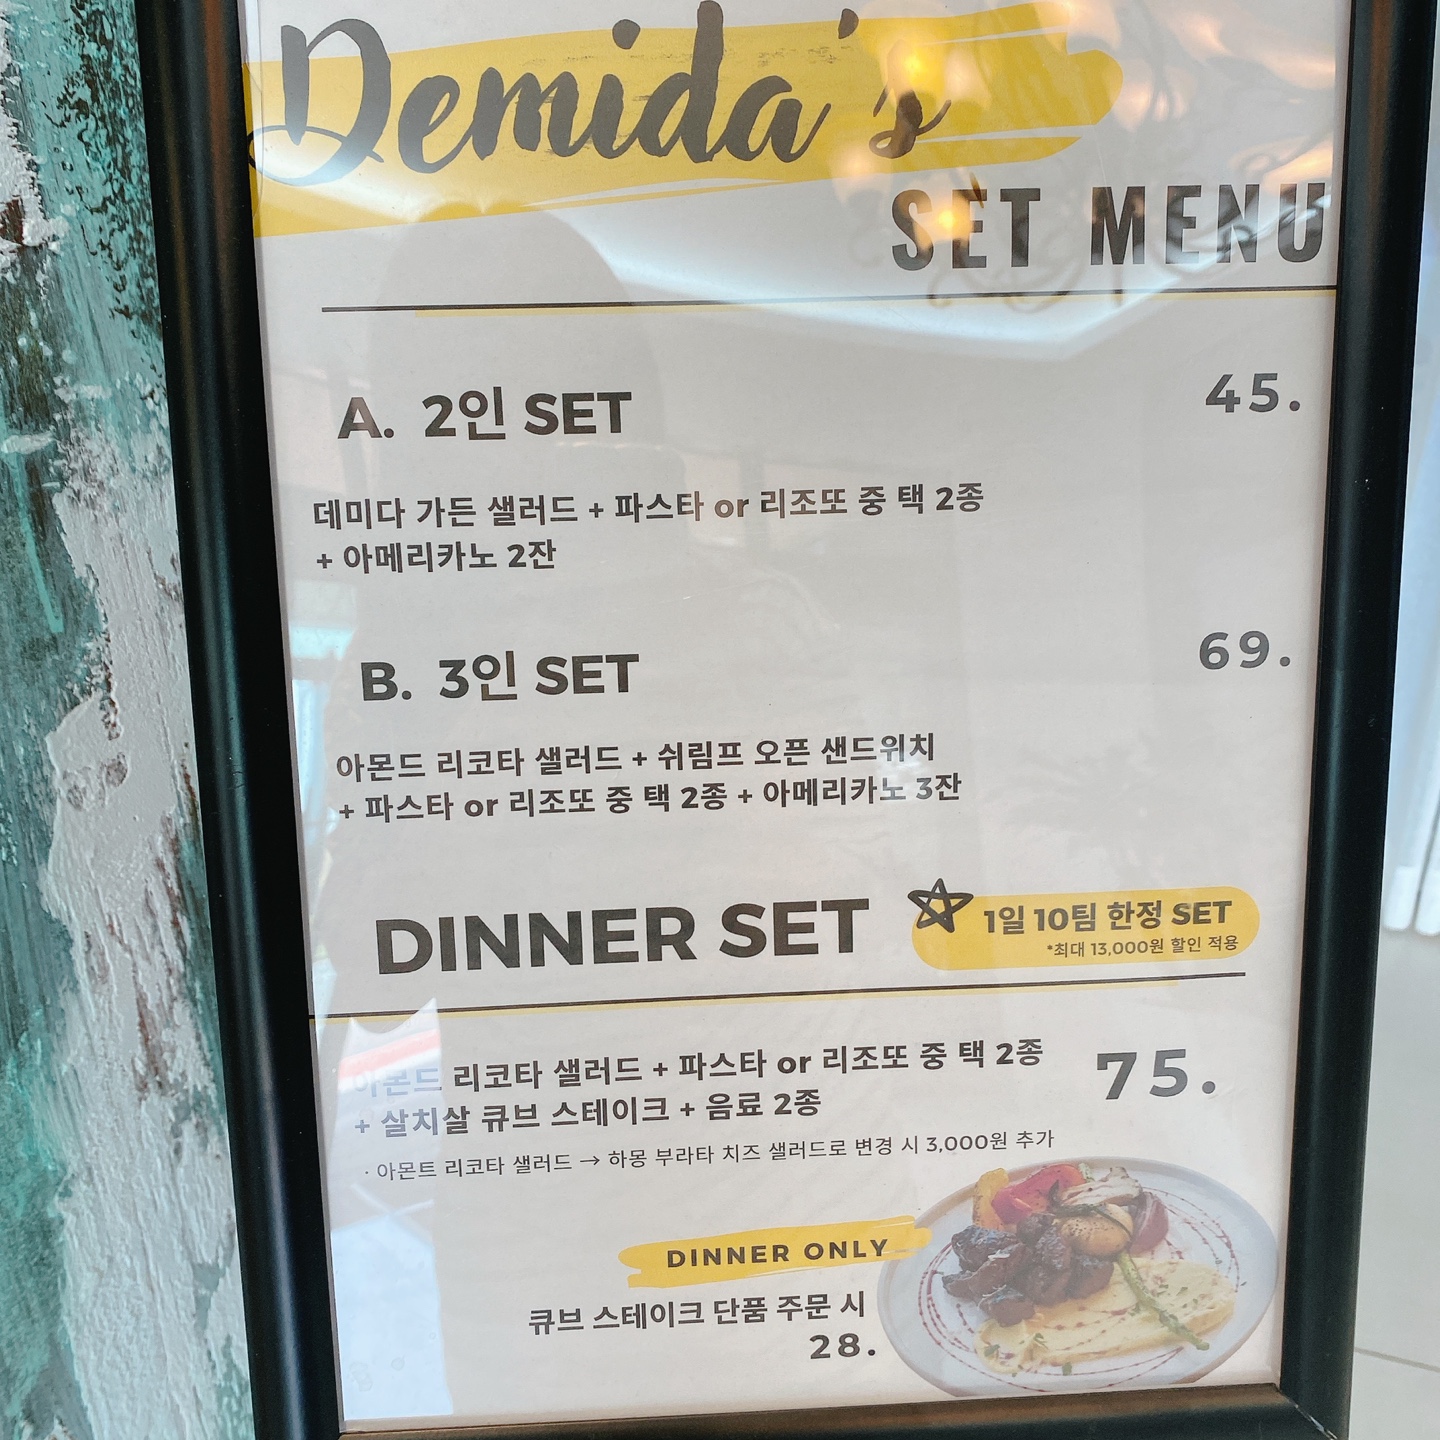 Demida's
SET MENU
A. 2인 SET
45.
데미다 가든 샐러드 + 파스타 or 리조또 중 택 2종
+ 아메리카노 2잔
B. 3인 SET
69.
아몬드 리코타 샐러드 + 쉬림프 오픈 샌드위치
+ 파스타 or 리조또 중 택 2종 + 아메리카노 3잔
DINNER SET
1일 10팀 한정 SET
*최대 13,000원 할인 적용
아몬드 리코타 샐러드 + 파스타 or 리조또 중 택 2종
75.
+ 살치살 큐브 스테이크 + 음료 2종
· 아몬트 리코타 샐러드 → 하몽 부라타 치즈 샐러드로 변경 시 3,000원 추가
DINNER ONLY
큐브 스테이크 단품 주문 시
28.